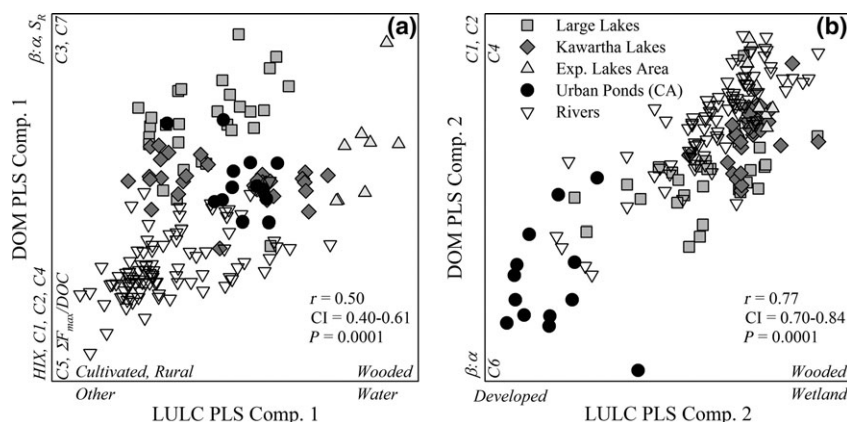 (a)
β:α, S_R
C3, C7
DOM PLS Comp. 1
HIX, C1, C2, C4
C5, ΣF_max/DOC
r = 0.50
CI = 0.40-0.61
P = 0.0001
Cultivated, Rural
Wooded
Other
Water
LULC PLS Comp. 1
(b)
C1, C2
C4
Large Lakes
Kawartha Lakes
Exp. Lakes Area
Urban Ponds (CA)
Rivers
DOM PLS Comp. 2
β:α
C6
r = 0.77
CI = 0.70-0.84
P = 0.0001
Wooded
Developed
Wetland
LULC PLS Comp. 2